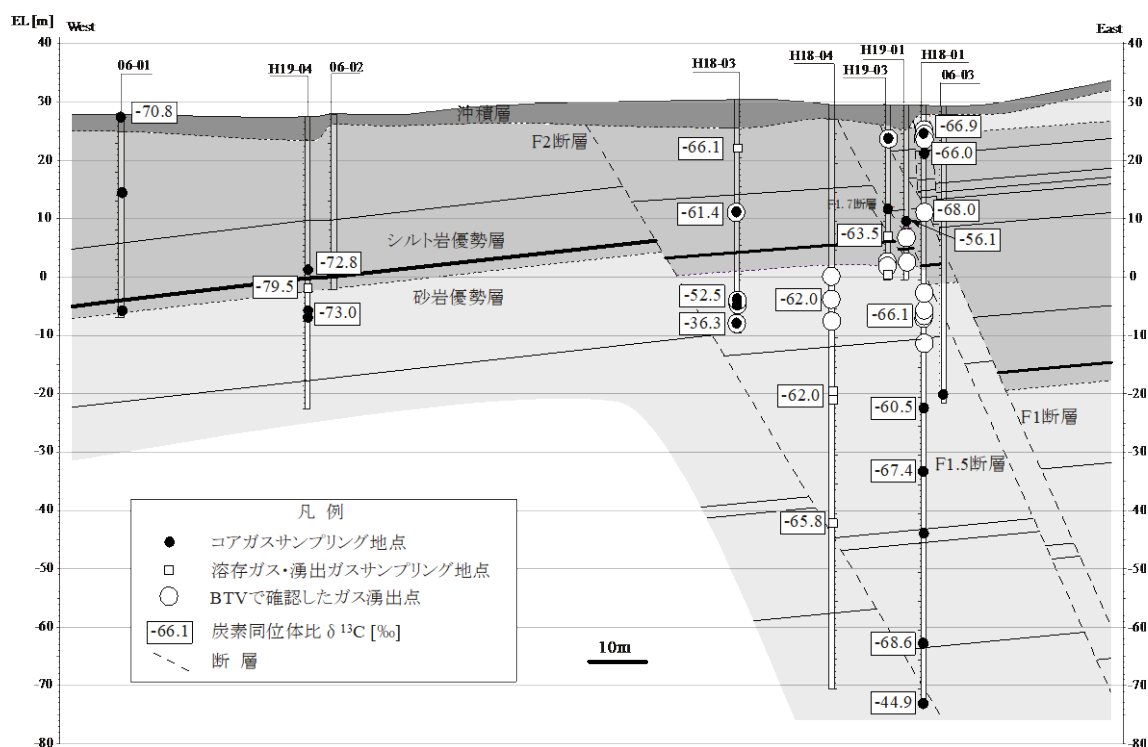 EL [m]
West
East
06-01
H19-04
06-02
H18-03
H18-04
H19-01
H19-03
H18-01
06-03
40
30
20
10
0
-10
-20
-30
-40
-50
-60
-70
-80
40
30
20
10
0
-10
-20
-30
-40
-50
-60
-70
-80
沖積層
F2断層
F1.7断層
シルト岩優勢層
砂岩優勢層
F1断層
F1.5断層
-70.8
-72.8
-79.5
-73.0
-66.1
-61.4
-52.5
-36.3
-62.0
-62.0
-65.8
-63.5
-66.9
-66.0
-68.0
-56.1
-66.1
-60.5
-67.4
-68.6
-44.9
凡 例
コアガスサンプリング地点
溶存ガス・湧出ガスサンプリング地点
BTVで確認したガス湧出点
-66.1 炭素同位体比 δ ¹³C [‰]
断 層
10m